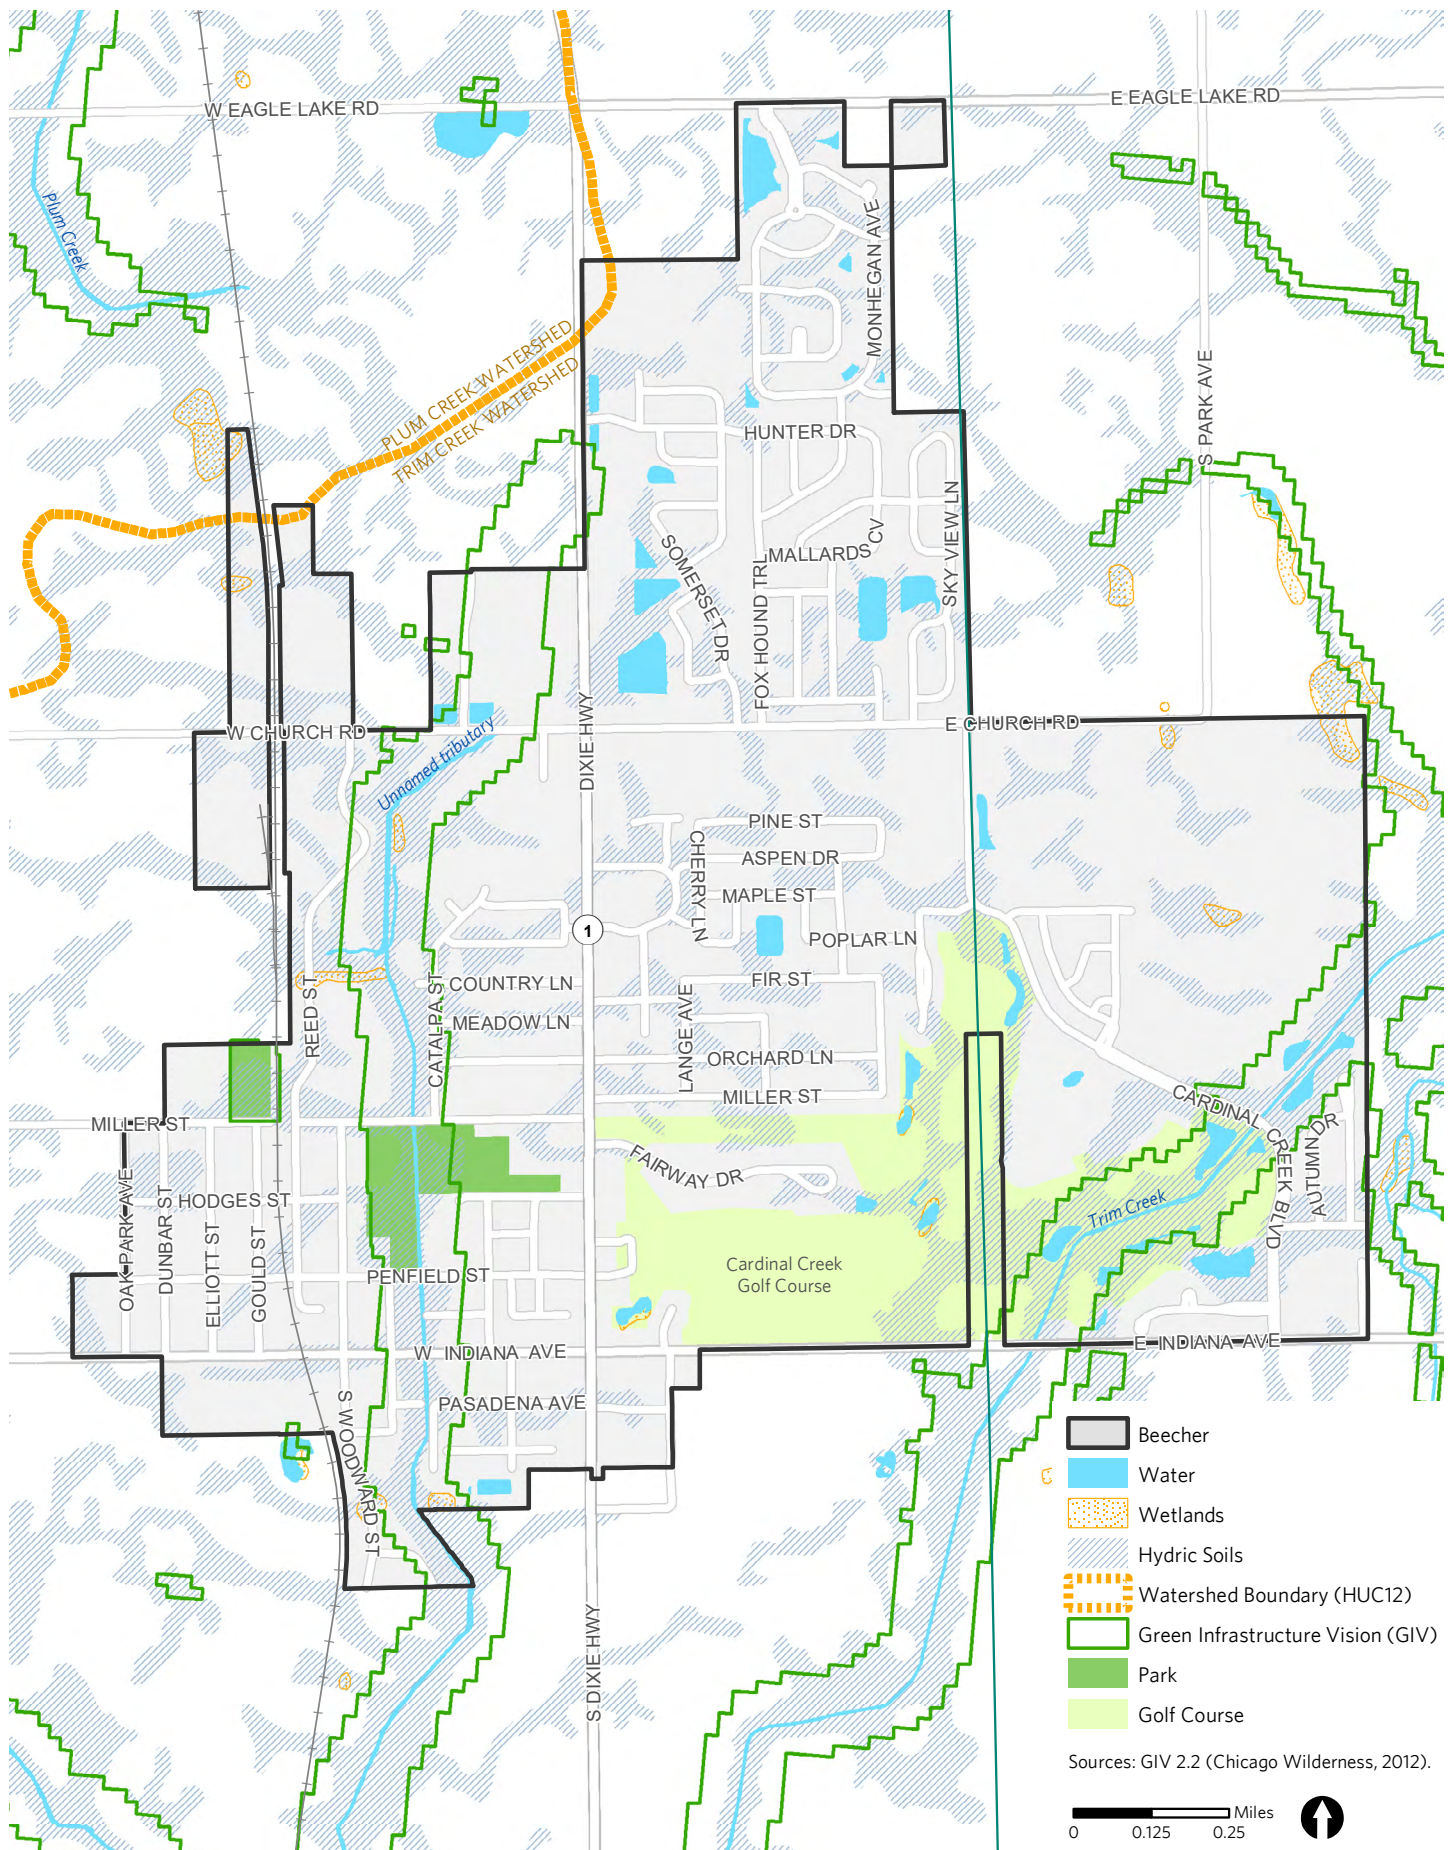 W EAGLE LAKE RD
E EAGLE LAKE RD
Plum Creek
MONHEGAN AVE
PLUM CREEK WATERSHED
TRIM CREEK WATERSHED
S PARK AVE
HUNTER DR
SOMERSET DR
FOX HOUND TRL
MALLARDS CV
SKY VIEW LN
W CHURCH RD
E CHURCH RD
Unnamed tributary
DIXIE HWY
PINE ST
CHERRY LN
ASPEN DR
MAPLE ST
1
POPLAR LN
REED ST
CATALPA ST
COUNTRY LN
FIR ST
LANGE AVE
MEADOW LN
ORCHARD LN
MILLER ST
MILLER ST
CARDINAL CREEK BLVD
AUTUMN DR
FAIRWAY DR
OAK PARK AVE
DUNBAR ST
HODGES ST
ELLIOTT ST
GOULD ST
Trim Creek
PENFIELD ST
Cardinal Creek
Golf Course
W INDIANA AVE
E INDIANA AVE
S WOODWARD ST
PASADENA AVE
S DIXIE HWY
Beecher
Water
Wetlands
Hydric Soils
Watershed Boundary (HUC12)
Green Infrastructure Vision (GIV)
Park
Golf Course
Sources: GIV 2.2 (Chicago Wilderness, 2012).
Miles
0 0.125 0.25